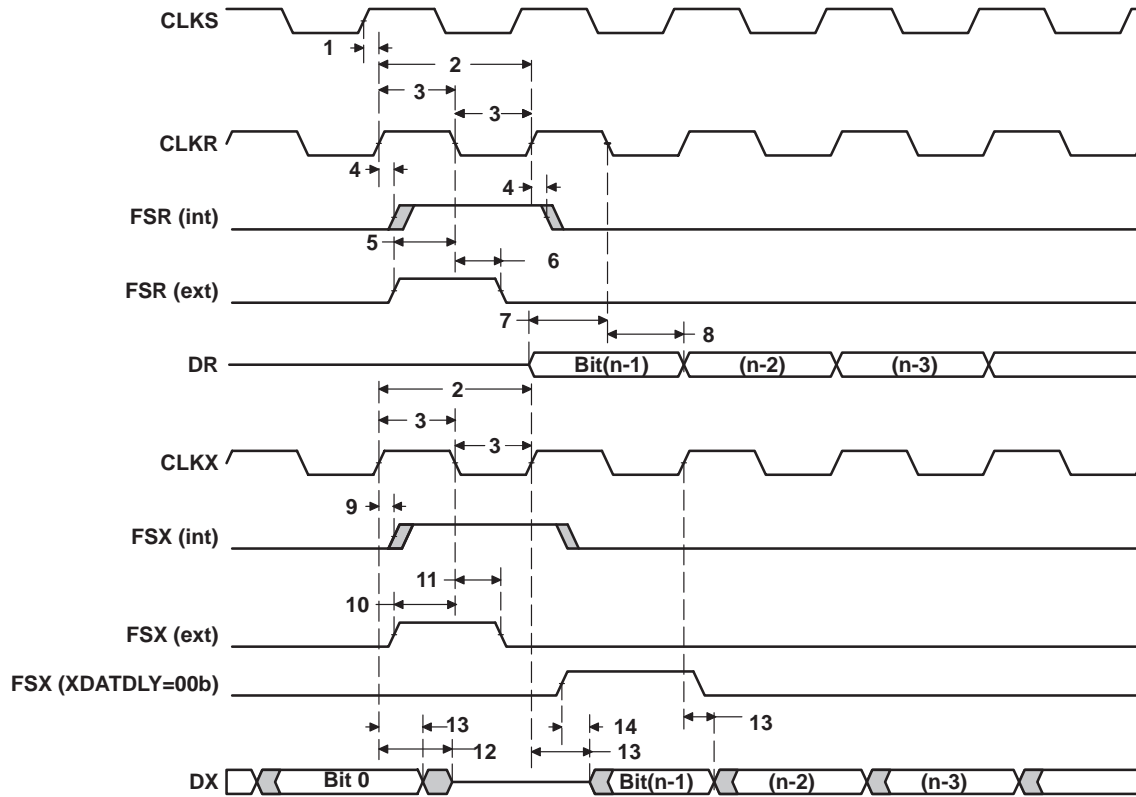 CLKS
1
2
3
3
CLKR
4
4
FSR (int)
5
6
FSR (ext)
7
8
DR
Bit(n-1)
(n-2)
(n-3)
2
3
3
CLKX
9
FSX (int)
11
10
FSX (ext)
FSX (XDATDLY=00b)
13
14
13
12
13
DX
Bit 0
Bit(n-1)
(n-2)
(n-3)